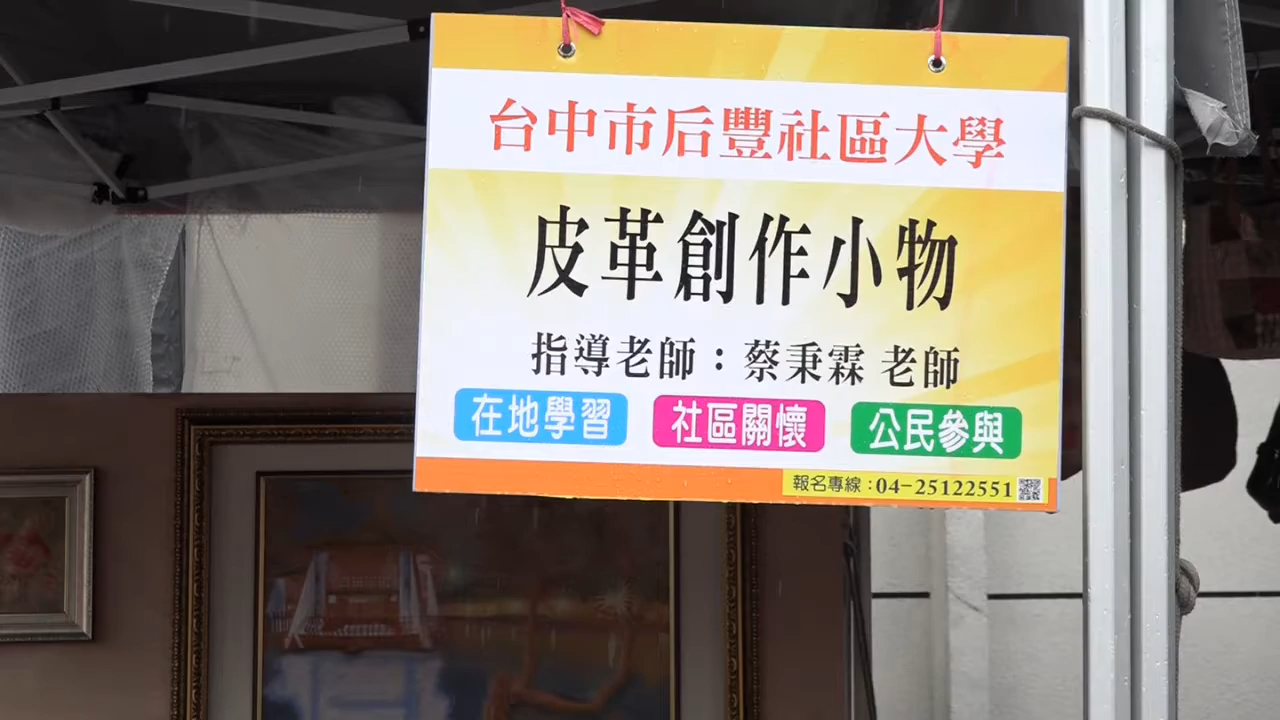 台中市后豐社區大學
皮革創作小物
指導老師：蔡秉霖 老師
在地學習 社區關懷 公民參與
報名專線：04-25122551